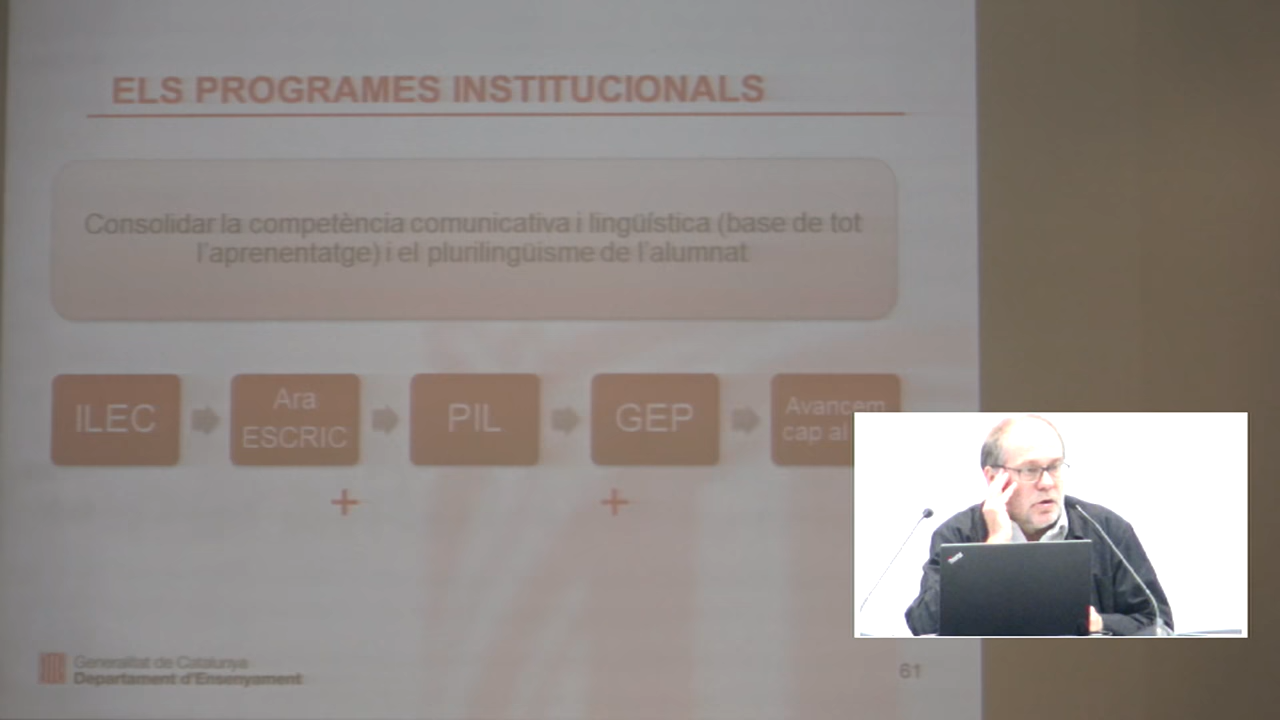 ELS PROGRAMES INSTITUCIONALS
Consolidar la competència comunicativa i lingüística (base de tot
l'aprenentatge) i el plurilingüisme de l'alumnat
ILEC
Ara
ESCRIC
PIL
GEP
Avancem
cap al
+
+
Generalitat de Catalunya
Departament d'Ensenyament
61